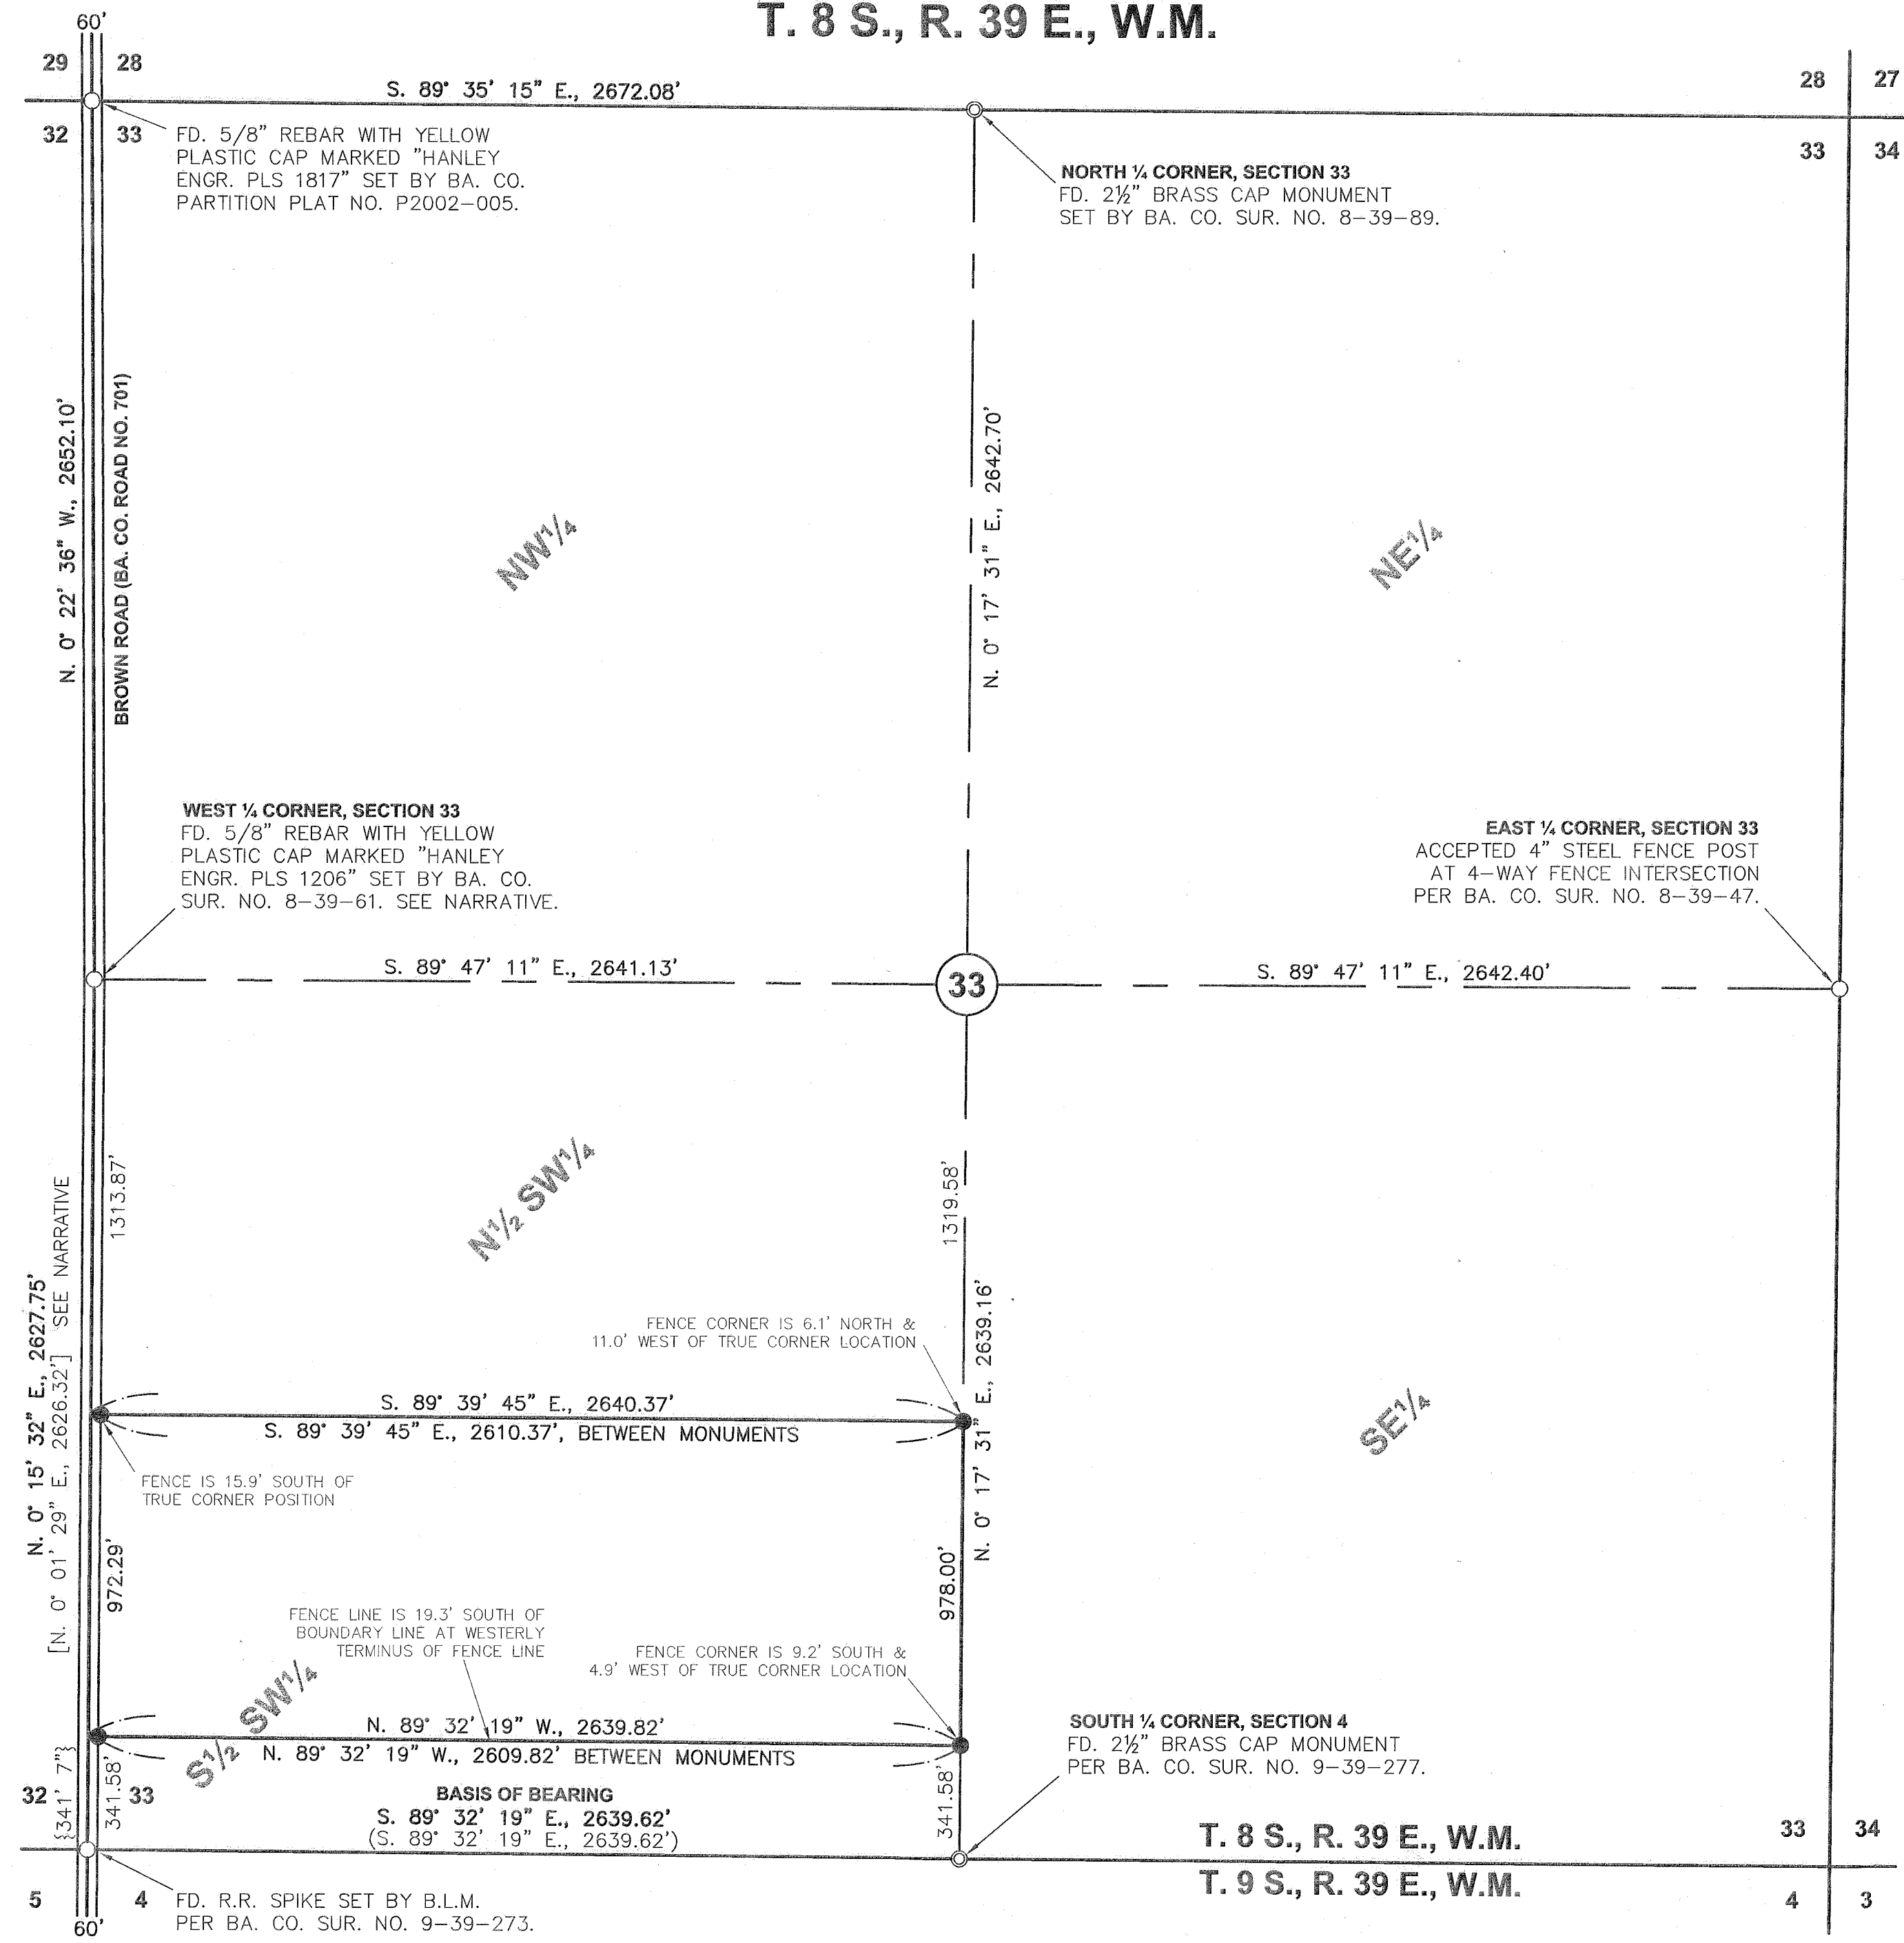 T. 8 S., R. 39 E., W.M.
60'
29 28
32 33
S. 89° 35' 15" E., 2672.08'
28 27
33 34
FD. 5/8" REBAR WITH YELLOW
PLASTIC CAP MARKED "HANLEY
ENGR. PLS 1817" SET BY BA. CO.
PARTITION PLAT NO. P2002-005.
NORTH ¼ CORNER, SECTION 33
FD. 2½" BRASS CAP MONUMENT
SET BY BA. CO. SUR. NO. 8-39-89.
N. 0° 22' 36" W., 2652.10'
BROWN ROAD (BA. CO. ROAD NO. 701)
NW¼
N. 0° 17' 31" E., 2642.70'
NE¼
WEST ¼ CORNER, SECTION 33
FD. 5/8" REBAR WITH YELLOW
PLASTIC CAP MARKED "HANLEY
ENGR. PLS 1206" SET BY BA. CO.
SUR. NO. 8-39-61. SEE NARRATIVE.
EAST ¼ CORNER, SECTION 33
ACCEPTED 4" STEEL FENCE POST
AT 4-WAY FENCE INTERSECTION
PER BA. CO. SUR. NO. 8-39-47.
S. 89° 47' 11" E., 2641.13'
33
S. 89° 47' 11" E., 2642.40'
1313.87'
N½ SW¼
1319.58'
N. 0° 15' 32" E., 2627.75'
[N. 0° 01' 29" E., 2626.32'] SEE NARRATIVE
FENCE CORNER IS 6.1' NORTH &
11.0' WEST OF TRUE CORNER LOCATION
N. 0° 17' 31" E., 2639.16'
S. 89° 39' 45" E., 2640.37'
S. 89° 39' 45" E., 2610.37', BETWEEN MONUMENTS
SE¼
FENCE IS 15.9' SOUTH OF
TRUE CORNER POSITION
972.29'
978.00'
FENCE LINE IS 19.3' SOUTH OF
BOUNDARY LINE AT WESTERLY
TERMINUS OF FENCE LINE
FENCE CORNER IS 9.2' SOUTH &
4.9' WEST OF TRUE CORNER LOCATION
S½ SW¼
N. 89° 32' 19" W., 2639.82'
N. 89° 32' 19" W., 2609.82' BETWEEN MONUMENTS
SOUTH ¼ CORNER, SECTION 4
FD. 2½" BRASS CAP MONUMENT
PER BA. CO. SUR. NO. 9-39-277.
{341' 7"}
341.58'
341.58'
BASIS OF BEARING
S. 89° 32' 19" E., 2639.62'
(S. 89° 32' 19" E., 2639.62')
32 33
T. 8 S., R. 39 E., W.M.
33 34
T. 9 S., R. 39 E., W.M.
5 4
4 3
FD. R.R. SPIKE SET BY B.L.M.
PER BA. CO. SUR. NO. 9-39-273.
60'